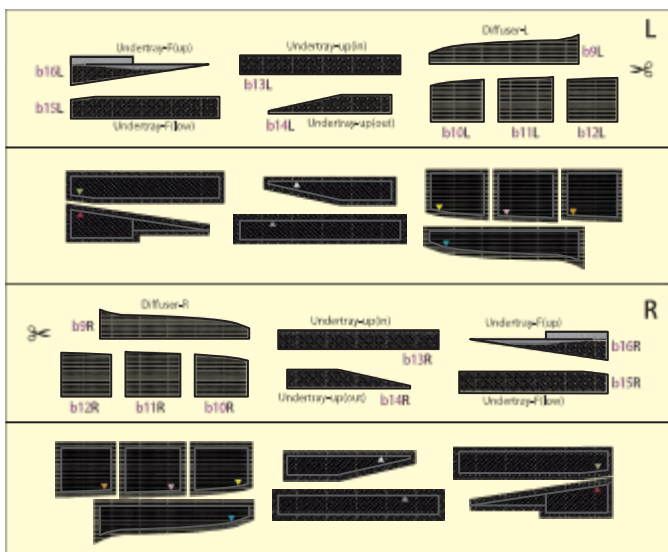 L
Undertray-F(up)
b16L
b15L
Undertray-F(low)
Undertray-up(in)
b13L
b14L
Undertray-up(out)
Diffuser-L
b9L
b10L
b11L
b12L
R
Diffuser-R
b9R
b12R
b11R
b10R
Undertray-up(in)
b13R
Undertray-up(out)
b14R
Undertray-F(up)
b16R
b15R
Undertray-F(low)